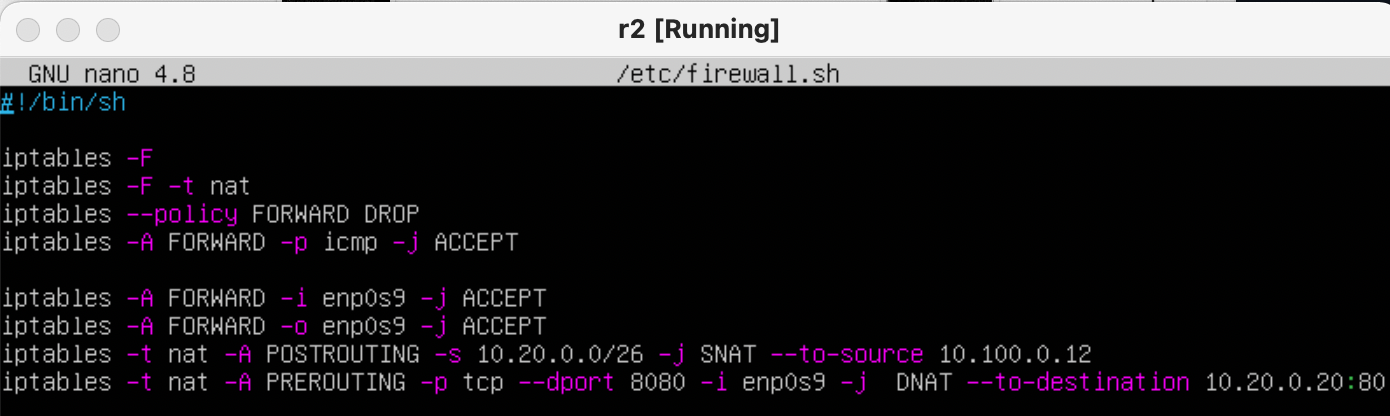 r2 [Running]
GNU nano 4.8 /etc/firewall.sh
#!/bin/sh
iptables -F
iptables -F -t nat
iptables --policy FORWARD DROP
iptables -A FORWARD -p icmp -j ACCEPT
iptables -A FORWARD -i enp0s9 -j ACCEPT
iptables -A FORWARD -o enp0s9 -j ACCEPT
iptables -t nat -A POSTROUTING -s 10.20.0.0/26 -j SNAT --to-source 10.100.0.12
iptables -t nat -A PREROUTING -p tcp --dport 8080 -i enp0s9 -j  DNAT --to-destination 10.20.0.20:80